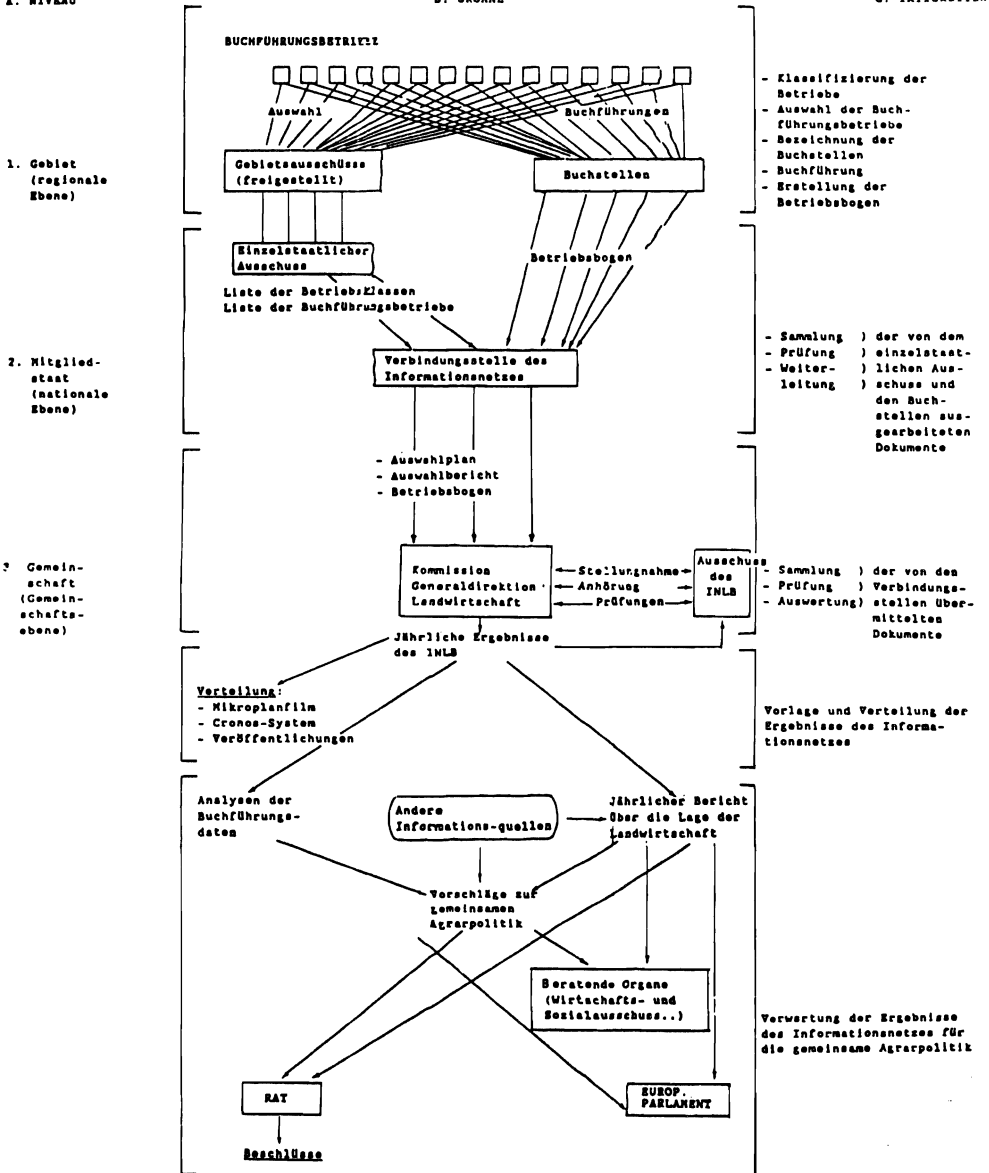 BUCHFÜHRUNGSBETRIEBE
Auswahl
Buchführungen
- Klassifizierung der
Betriebe
- Auswahl der Buch-
führungsbetriebe
- Bezeichnung der
Buchstellen
- Buchführung
- Erstellung der
Betriebsbogen
1. Gebiet
(regionale
Ebene)
Gebietsausschüsse
(freigestellt)
Buchstellen
Einzelstaatlicher
Ausschuss
Betriebsbogen
Liste der Betriebsklassen
Liste der Buchführungsbetriebe
2. Mitglied-
staat
(nationale
Ebene)
Verbindungsstelle des
Informationsnetzes
- Sammlung ) der von dem
- Prüfung ) einzelstaat-
- Weiter- ) lichen Aus-
leitung ) schuss und
den Buch-
stellen aus-
gearbeiteten
Dokumente
- Auswahlplan
- Auswahlbericht
- Betriebsbogen
3 Gemein-
schaft
(Gemein-
schafts-
ebene)
Kommission
Generaldirektion
Landwirtschaft
Stellungnahme
Anhörung
Prüfungen
Ausschuss
des
INLB
- Sammlung ) der von den
- Prüfung ) Verbindungs-
- Auswertung) stellen über-
mittelten
Dokumente
Jährliche Ergebnisse
des INLB
Verteilung:
- Mikroplanfilm
- Cronos-System
- Veröffentlichungen
Vorlage und Verteilung der
Ergebnisse des Informa-
tionsnetzes
Analysen der
Buchführungs-
daten
Andere
Informations-quellen
Jährlicher Bericht
über die Lage der
Landwirtschaft
Vorschläge zur
gemeinsamen
Agrarpolitik
Beratende Organe
(Wirtschafts- und
Sozialausschuss..)
Verwertung der Ergebnisse
des Informationsnetzes für
die gemeinsame Agrarpolitik
RAT
EUROP.
PARLAMENT
Beschlüsse